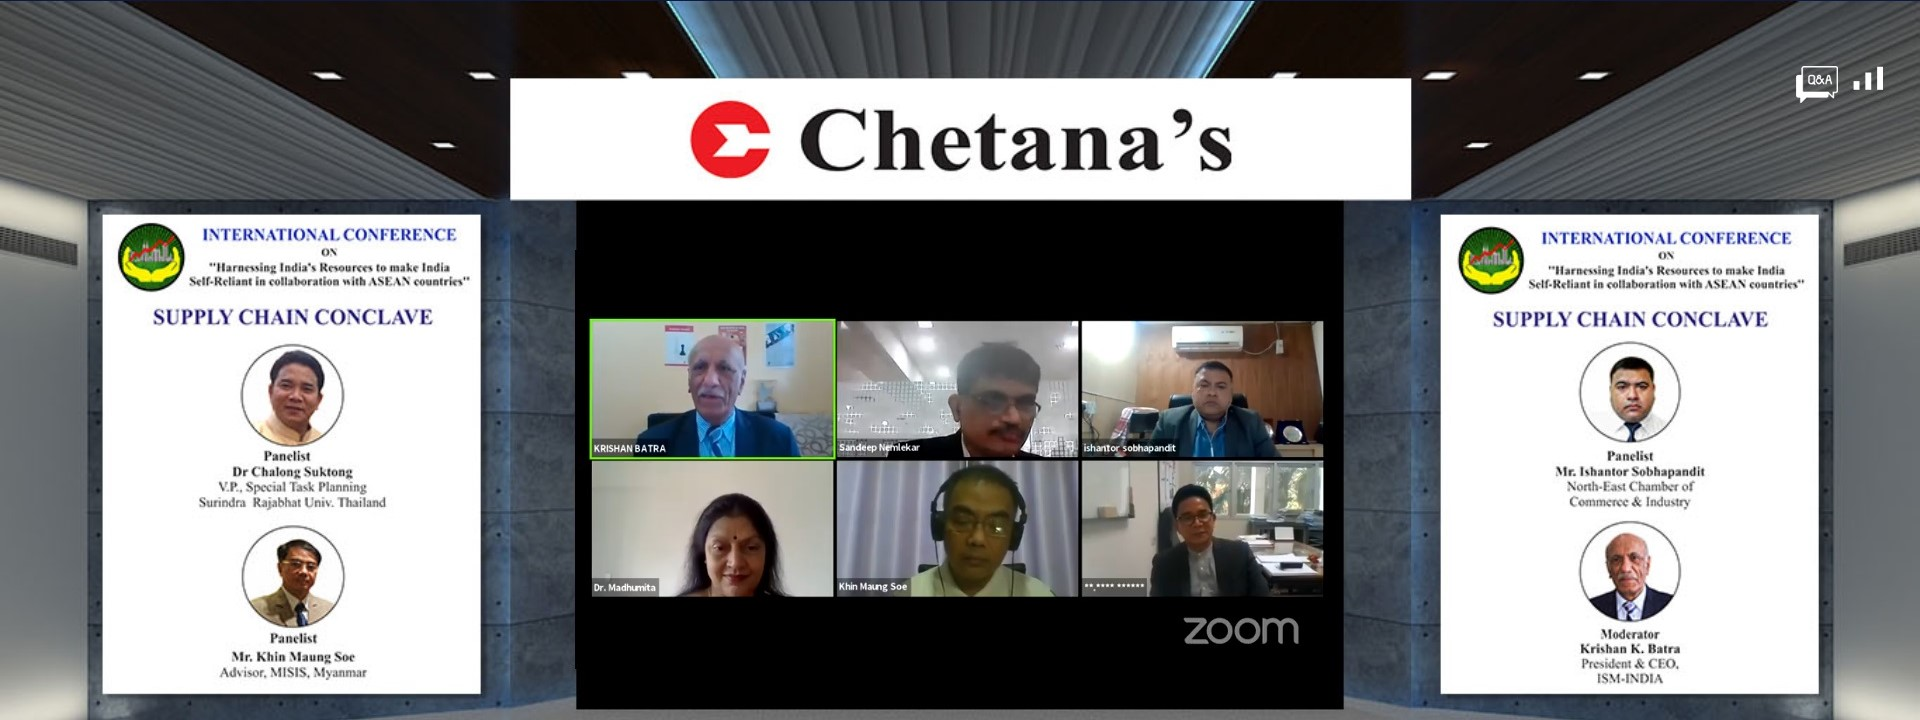 Q&A
Chetana's
INTERNATIONAL CONFERENCE
ON
"Harnessing India's Resources to make India
Self-Reliant in collaboration with ASEAN countries"
SUPPLY CHAIN CONCLAVE
Panelist
Dr Chalong Suktong
V.P., Special Task Planning
Surindra Rajabhat Univ. Thailand
Panelist
Mr. Khin Maung Soe
Advisor, MISIS, Myanmar
KRISHAN BATRA
Sandeep Nemlekar
ishantor sobhapandit
Dr. Madhumita
Khin Maung Soe
zoom
INTERNATIONAL CONFERENCE
ON
"Harnessing India's Resources to make India
Self-Reliant in collaboration with ASEAN countries"
SUPPLY CHAIN CONCLAVE
Panelist
Mr. Ishantor Sobhapandit
North-East Chamber of
Commerce & Industry
Moderator
Krishan K. Batra
President & CEO,
ISM-INDIA